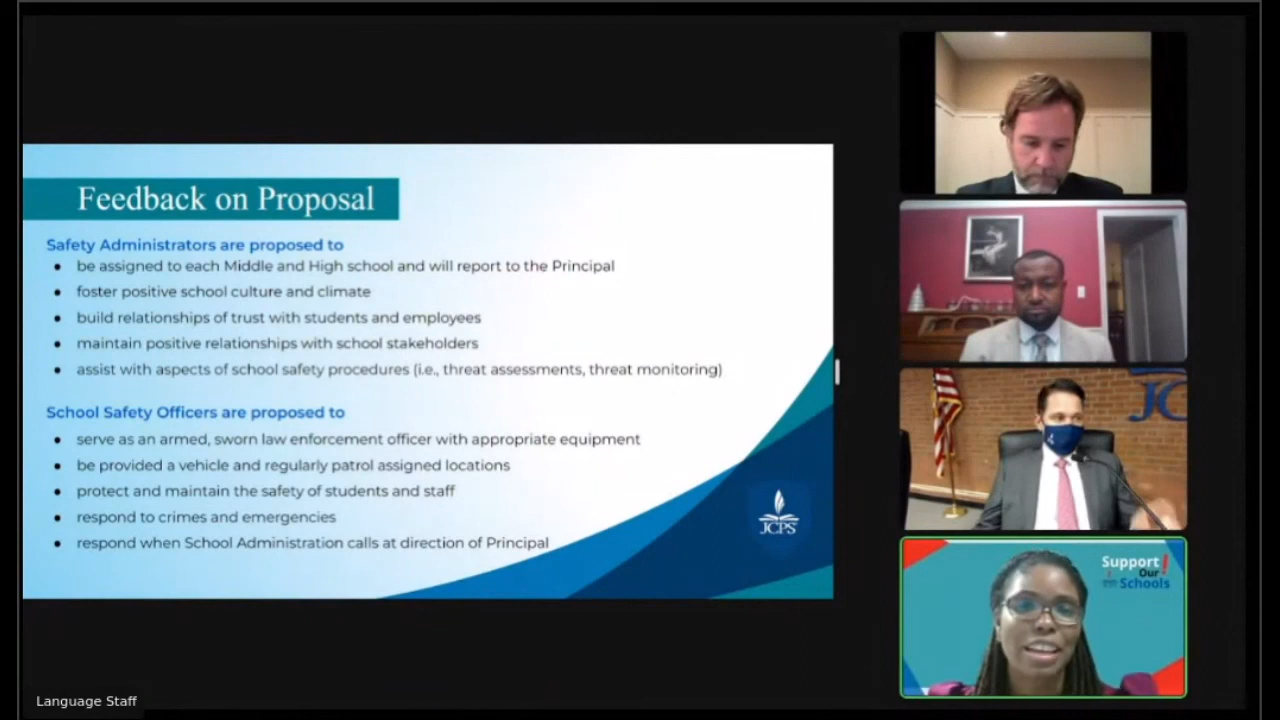 Feedback on Proposal
Safety Administrators are proposed to
• be assigned to each Middle and High school and will report to the Principal
• foster positive school culture and climate
• build relationships of trust with students and employees
• maintain positive relationships with school stakeholders
• assist with aspects of school safety procedures (i.e., threat assessments, threat monitoring)
School Safety Officers are proposed to
• serve as an armed, sworn law enforcement officer with appropriate equipment
• be provided a vehicle and regularly patrol assigned locations
• protect and maintain the safety of students and staff
• respond to crimes and emergencies
• respond when School Administration calls at direction of Principal
JCPS
JC
Support
Our
Schools
Language Staff